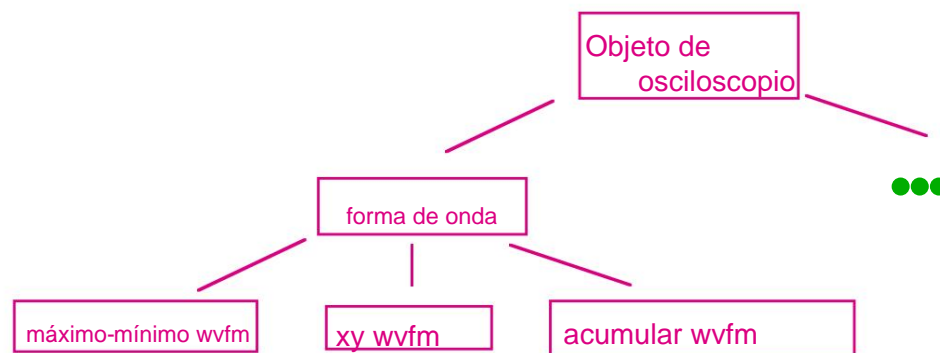 Objeto de
osciloscopio
forma de onda
máximo-mínimo wvfm
xy wvfm
acumular wvfm